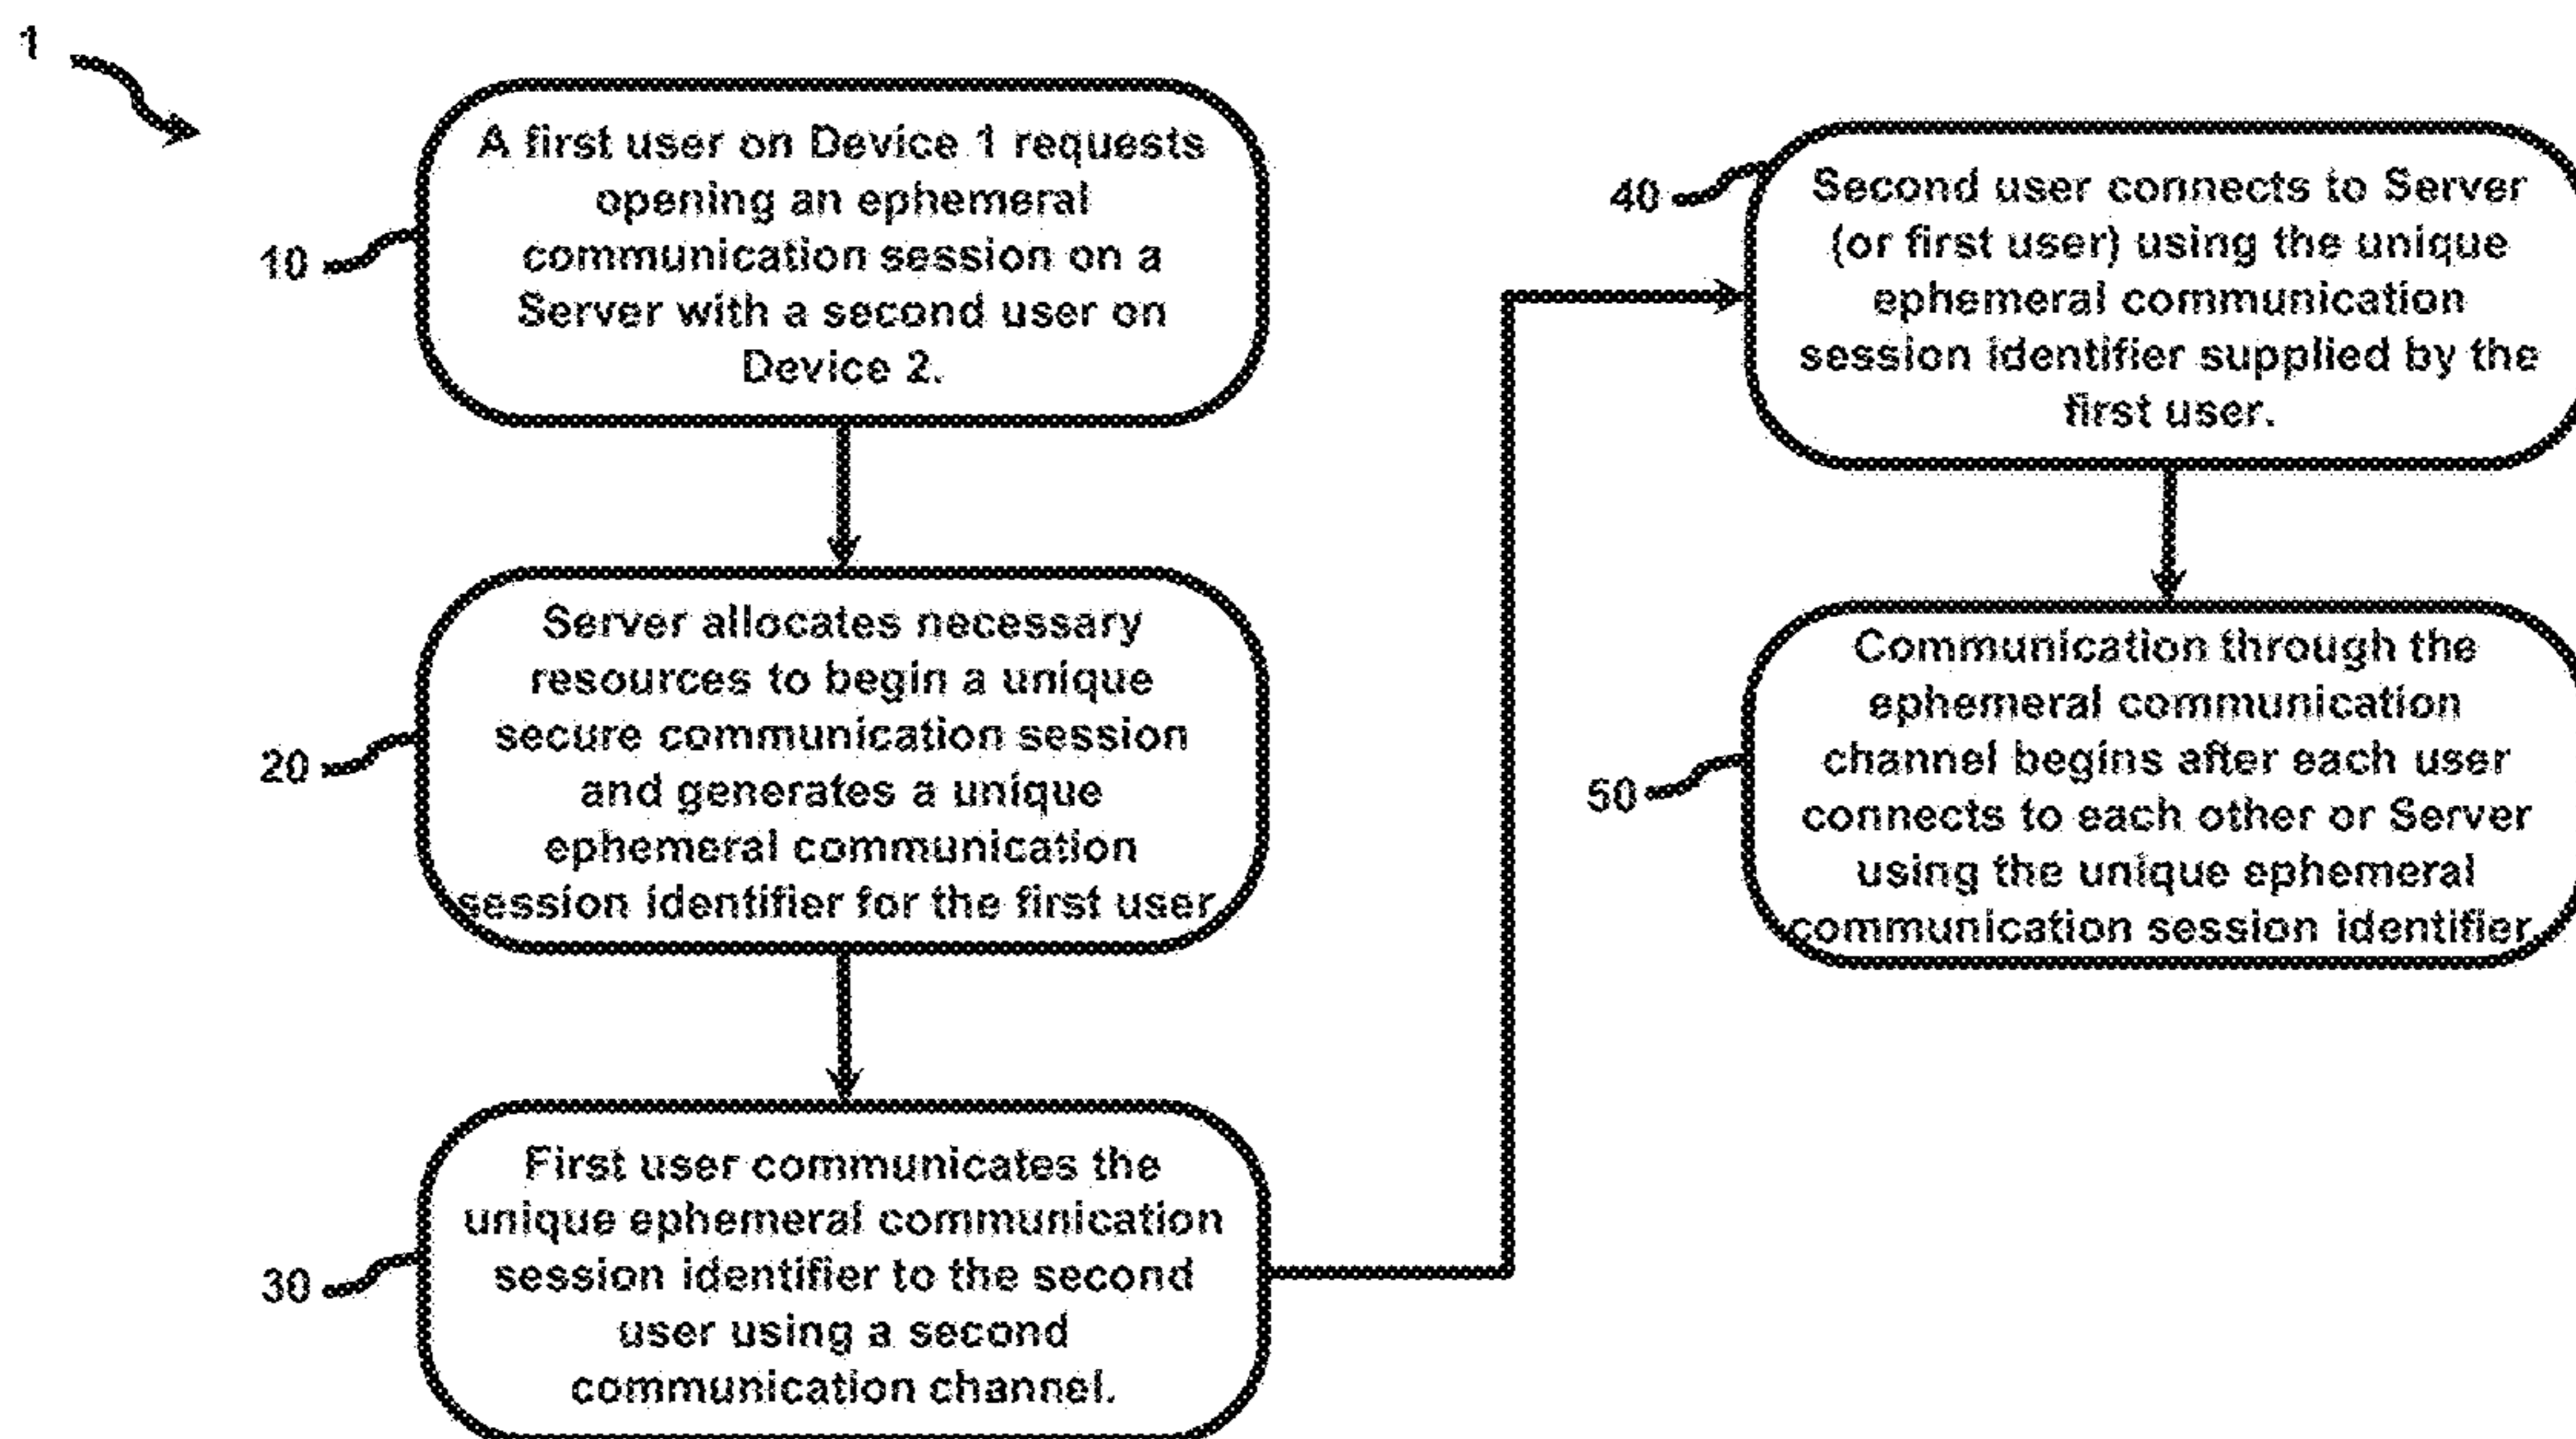 1
10
A first user on Device 1 requests
opening an ephemeral
communication session on a
Server with a second user on
Device 2.
20
Server allocates necessary
resources to begin a unique
secure communication session
and generates a unique
ephemeral communication
session identifier for the first user
30
First user communicates the
unique ephemeral communication
session identifier to the second
user using a second
communication channel.
40
Second user connects to Server
(or first user) using the unique
ephemeral communication
session identifier supplied by the
first user.
50
Communication through the
ephemeral communication
channel begins after each user
connects to each other or Server
using the unique ephemeral
communication session identifier.